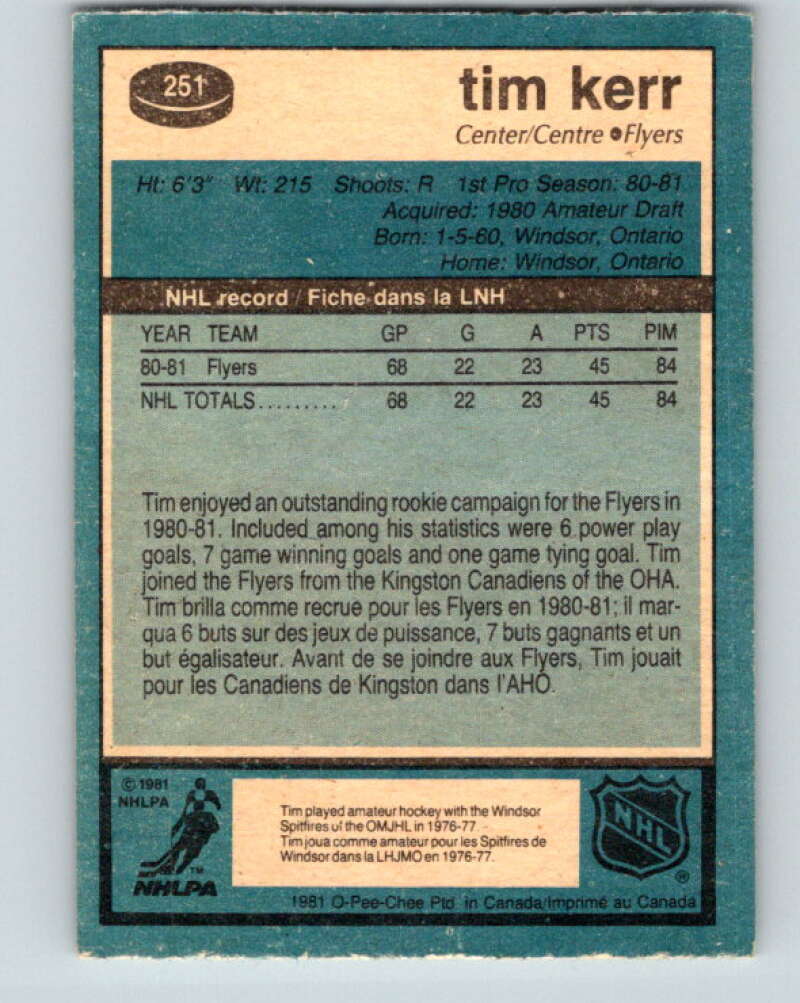 251
tim kerr
Center/Centre ● Flyers
Ht: 6'3" Wt: 215 Shoots: R 1st Pro Season: 80-81
Acquired: 1980 Amateur Draft
Born: 1-5-60, Windsor, Ontario
Home: Windsor, Ontario
NHL record / Fiche dans la LNH
YEAR TEAM GP G A PTS PIM
80-81 Flyers 68 22 23 45 84
NHL TOTALS......... 68 22 23 45 84
Tim enjoyed an outstanding rookie campaign for the Flyers in
1980-81. Included among his statistics were 6 power play
goals, 7 game winning goals and one game tying goal. Tim
joined the Flyers from the Kingston Canadiens of the OHA.
Tim brilla comme recrue pour les Flyers en 1980-81; il mar-
qua 6 buts sur des jeux de puissance, 7 buts gagnants et un
but égalisateur. Avant de se joindre aux Flyers, Tim jouait
pour les Canadiens de Kingston dans l'AHO.
© 1981
NHLPA
TM
NHLPA
Tim played amateur hockey with the Windsor
Spitfires of the OMJHL in 1976-77.
Tim joua comme amateur pour les Spitfires de
Windsor dans la LHJMO en 1976-77.
NHL
®
1981 O-Pee-Chee Ptd. in Canada/Imprimé au Canada